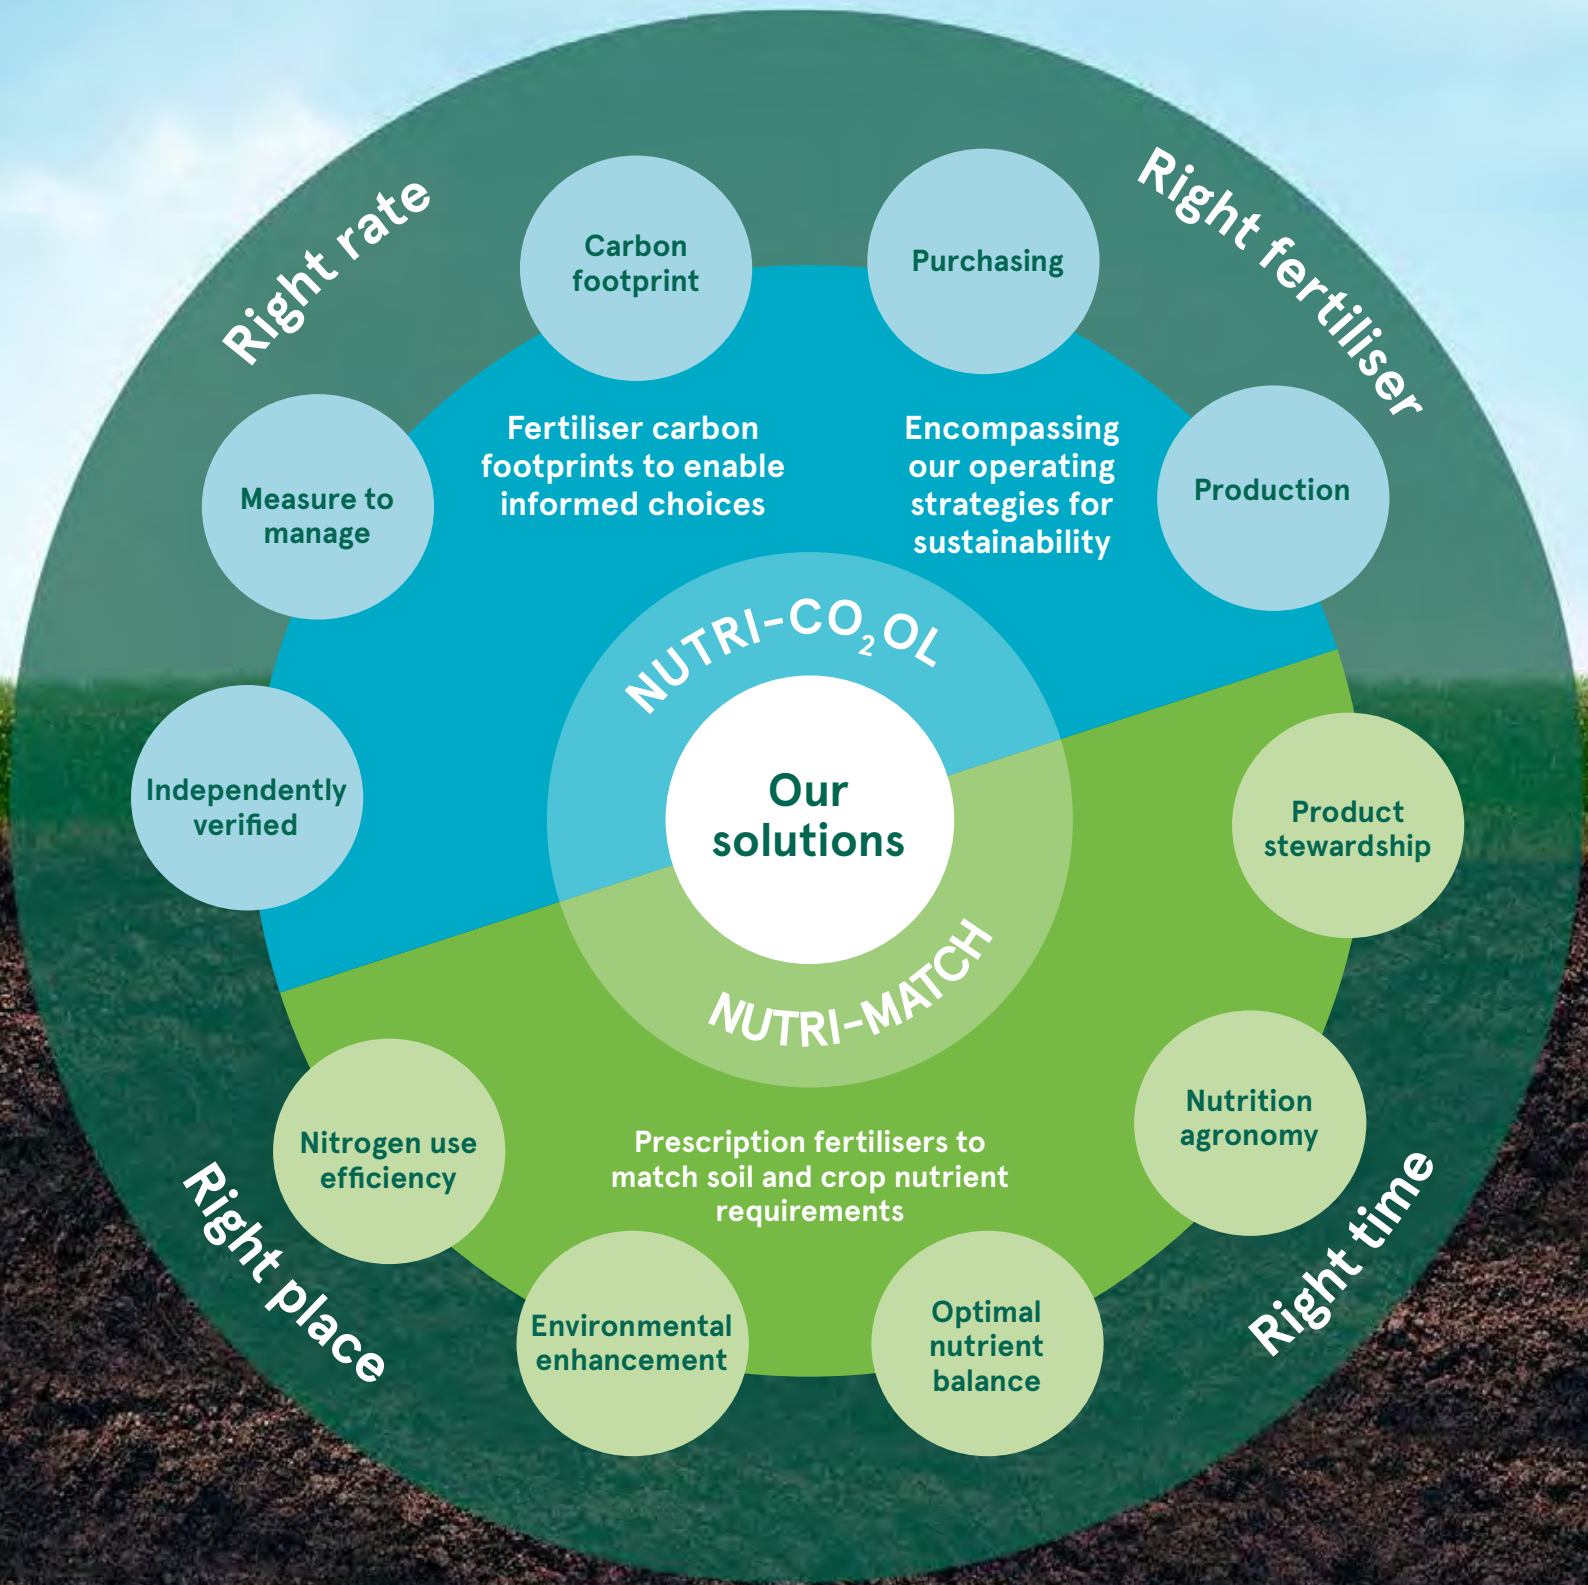 Right rate
Right fertiliser
Carbon
footprint
Purchasing
Measure to
manage
Production
Fertiliser carbon
footprints to enable
informed choices
Encompassing
our operating
strategies for
sustainability
NUTRI-CO₂OL
Independently
verified
Our
solutions
Product
stewardship
NUTRI-MATCH
Nitrogen use
efficiency
Prescription fertilisers to
match soil and crop nutrient
requirements
Nutrition
agronomy
Right place
Environmental
enhancement
Optimal
nutrient
balance
Right time